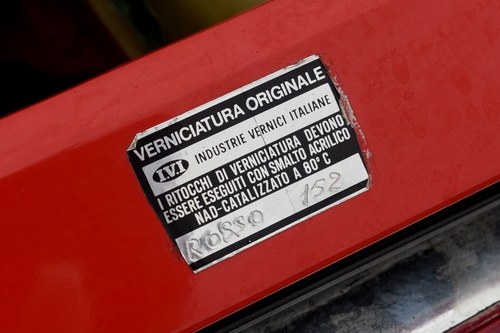 VERNICIATURA ORIGINALE
IVI INDUSTRIE VERNICI ITALIANE
I RITOCCHI DI VERNICIATURA DEVONO
ESSERE ESEGUITI CON SMALTO ACRILICO
NAD-CATALIZZATO A 80° C
ROSSO 152